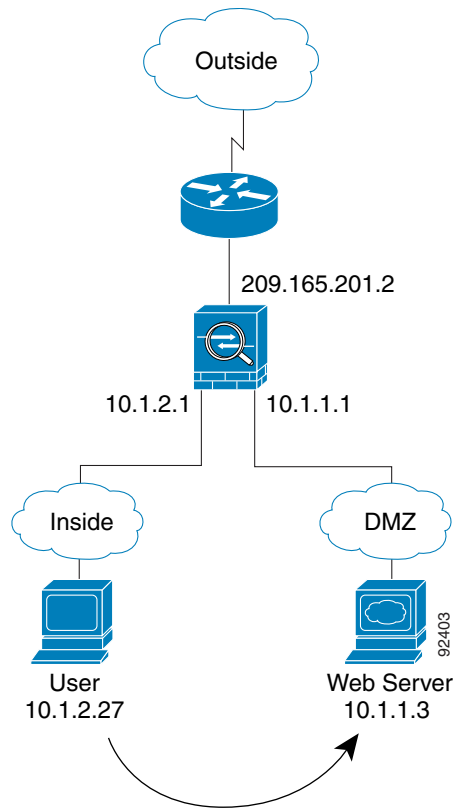 Outside
209.165.201.2
10.1.2.1
10.1.1.1
Inside
DMZ
92403
User
10.1.2.27
Web Server
10.1.1.3